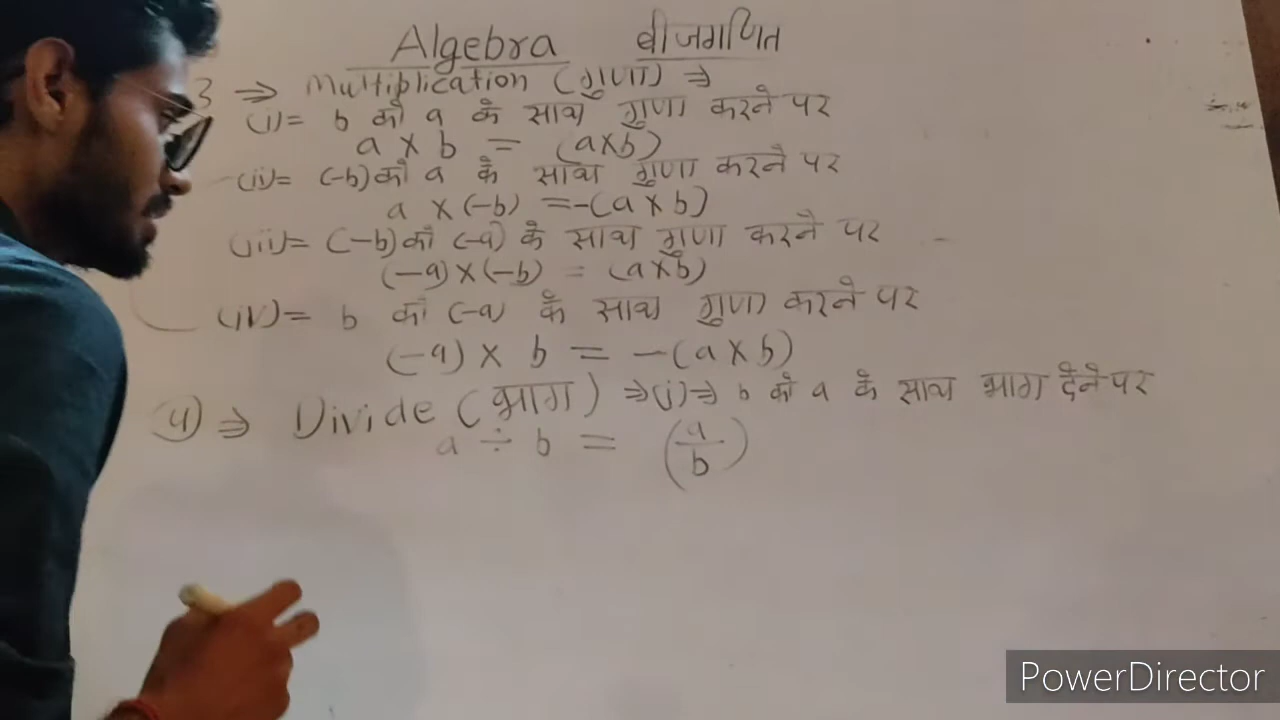 Algebra बीजगणित
3 ⇒ Multiplication (गुणा) ⇒
(i)= b को a के साथ गुणा करने पर
a × b = (a×b)
(ii)= (-b) को a के साथ गुणा करने पर
a × (-b) = -(a × b)
(iii)= (-b) को (-a) के साथ गुणा करने पर
(-a) × (-b) = (a×b)
(iv)= b को (-a) के साथ गुणा करने पर
(-a) × b = -(a × b)
(4) ⇒ Divide (भाग) ⇒ (i) ⇒ b को a के साथ भाग देने पर
a ÷ b = (a/b)
PowerDirector